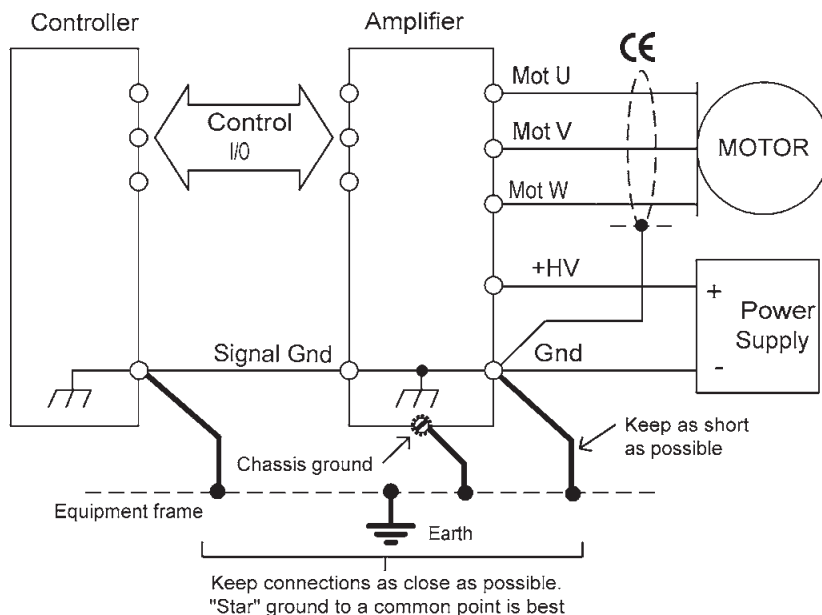 Controller
Amplifier
CE
Mot U
Control
I/O
Mot V
MOTOR
Mot W
+HV
+
Power
Supply
-
Signal Gnd
Gnd
Keep as short
as possible
Chassis ground
Equipment frame
Earth
Keep connections as close as possible.
"Star" ground to a common point is best